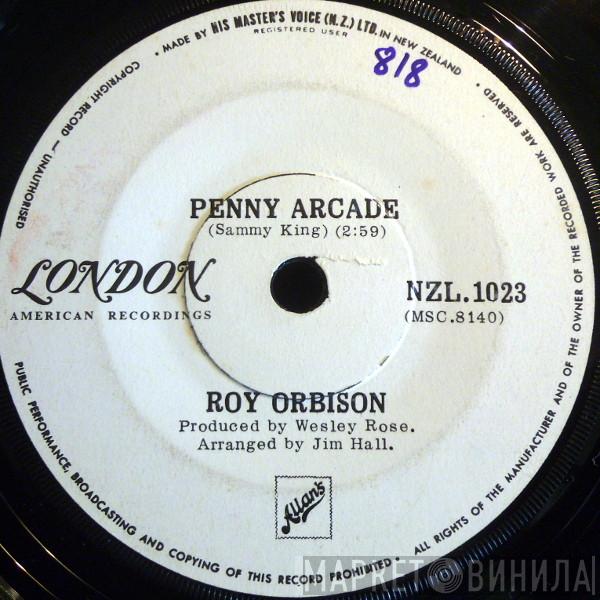 • MADE BY HIS MASTER'S VOICE (N.Z.) LTD. IN NEW ZEALAND •
REGISTERED USER
818
COPYRIGHT RECORD — UNAUTHORISED
PUBLIC PERFORMANCE, BROADCASTING AND COPYING OF THIS RECORD PROHIBITED •
ALL RIGHTS OF THE MANUFACTURER AND OF THE OWNER OF THE RECORDED WORK ARE RESERVED •
PENNY ARCADE
(Sammy King) (2:59)
LONDON
AMERICAN RECORDINGS
NZL.1023
(MSC.8140)
ROY ORBISON
Produced by Wesley Rose.
Arranged by Jim Hall.
Allan's
МАРКЕТ ВИНИЛА